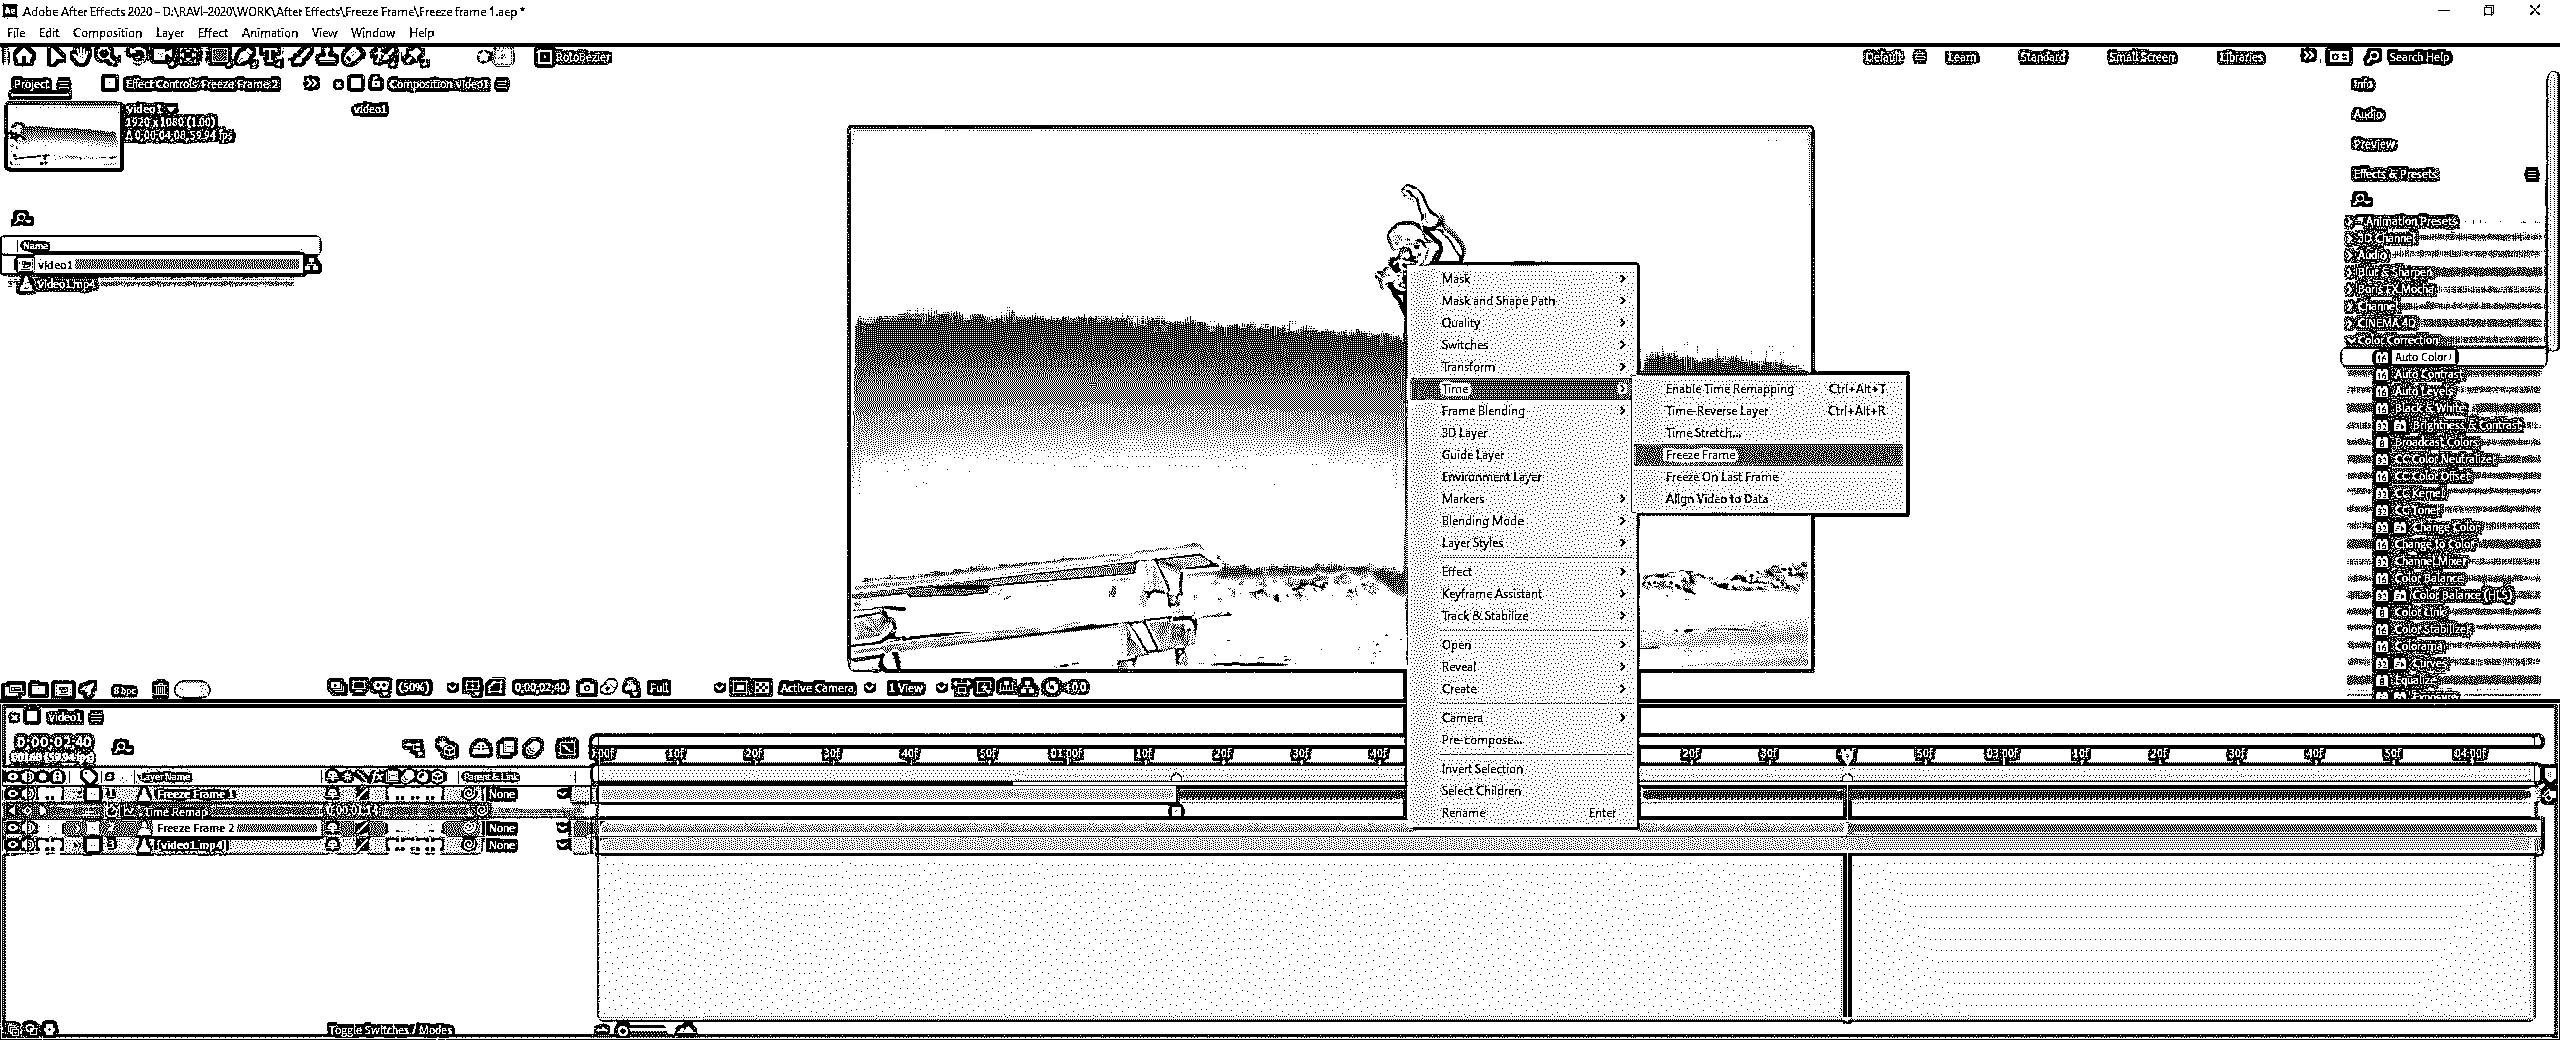 Adobe After Effects 2020 - D:\RAVI-2020\WORK\After Effects\Freeze Frame\Freeze frame 1.aep *
File Edit Composition Layer Effect Animation View Window Help
RotoBezier
Default Learn Standard Small Screen Libraries Search Help
Project Effect Controls Freeze Frame 2 Composition video1
video1
1920 x 1080 (1.00)
Δ 0;00;04;08, 59.94 fps
video1
Name
video1
Video1.mp4
Info
Audio
Preview
Effects & Presets
* Animation Presets
3D Channel
Audio
Blur & Sharpen
Boris FX Mocha
Channel
CINEMA 4D
Color Correction
Auto Color
Auto Contrast
Auto Levels
Black & White
Brightness & Contrast
Broadcast Colors
CC Color Neutralizer
CC Color Offset
CC Kernel
CC Toner
Change Color
Change to Color
Channel Mixer
Color Balance
Color Balance (HLS)
Color Link
Color Stabilizer
Colorama
Curves
Equalize
Exposure
Mask
Mask and Shape Path
Quality
Switches
Transform
Time
Frame Blending
3D Layer
Guide Layer
Environment Layer
Markers
Blending Mode
Layer Styles
Effect
Keyframe Assistant
Track & Stabilize
Open
Reveal
Create
Camera
Pre-compose...
Invert Selection
Select Children
Rename Enter
Enable Time Remapping Ctrl+Alt+T
Time-Reverse Layer Ctrl+Alt+R
Time Stretch...
Freeze Frame
Freeze On Last Frame
Align Video to Data
8 bpc (50%) 0;00;02;40 Full Active Camera 1 View +0.0
video1
0;00;02;40
:00f 10f 20f 30f 40f 50f 01:00f 10f 20f 30f 40f 20f 30f 50f 03:00f 10f 20f 30f 40f 50f 04:00f
# Layer Name Parent & Link
1 Freeze Frame 1 None
Time Remap 0;00;01;14
Freeze Frame 2 None
3 [video1.mp4] None
Toggle Switches / Modes